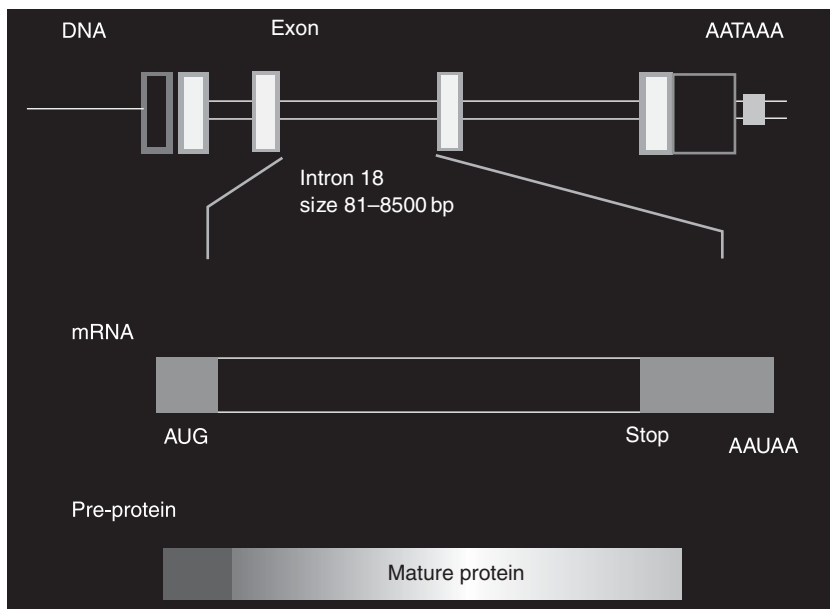 DNA
Exon
AATAAA
Intron 18
size 81–8500 bp
mRNA
AUG
Stop
AAUAA
Pre-protein
Mature protein